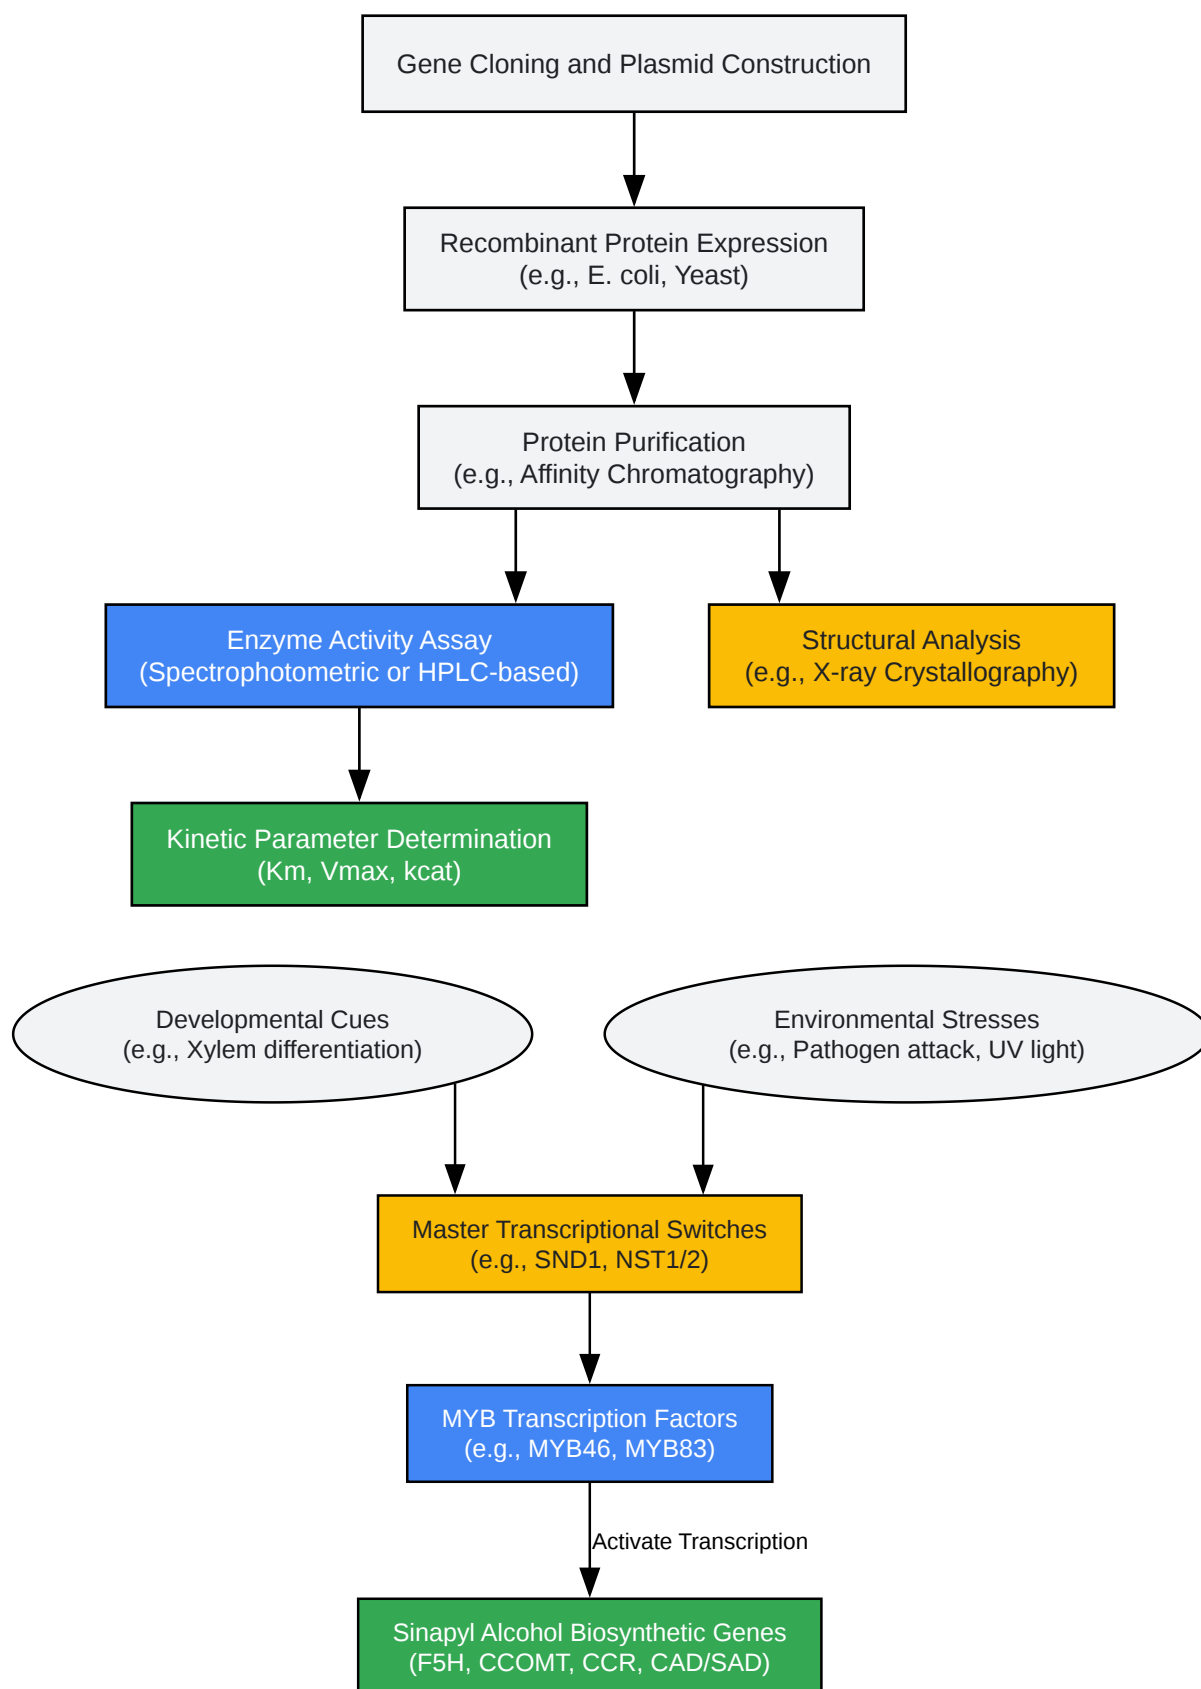 Gene Cloning and Plasmid Construction
Recombinant Protein Expression
(e.g., E. coli, Yeast)
Protein Purification
(e.g., Affinity Chromatography)
Enzyme Activity Assay
(Spectrophotometric or HPLC-based)
Structural Analysis
(e.g., X-ray Crystallography)
Kinetic Parameter Determination
(Km, Vmax, kcat)
Developmental Cues
(e.g., Xylem differentiation)
Environmental Stresses
(e.g., Pathogen attack, UV light)
Master Transcriptional Switches
(e.g., SND1, NST1/2)
MYB Transcription Factors
(e.g., MYB46, MYB83)
Activate Transcription
Sinapyl Alcohol Biosynthetic Genes
(F5H, CCOMT, CCR, CAD/SAD)